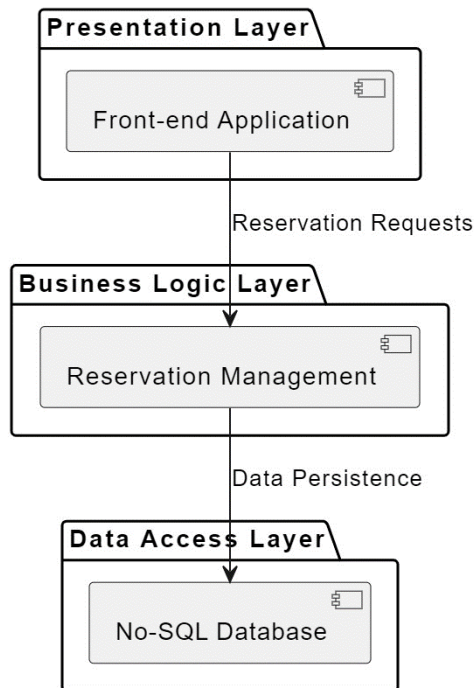 Presentation Layer
Front-end Application
Reservation Requests
Business Logic Layer
Reservation Management
Data Persistence
Data Access Layer
No-SQL Database